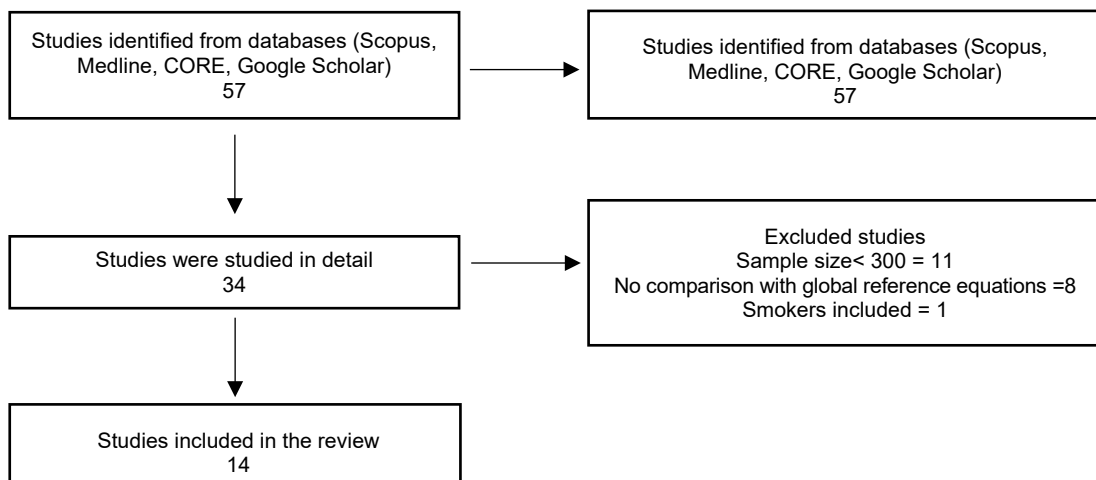 Studies identified from databases (Scopus,
Medline, CORE, Google Scholar)
57
Studies identified from databases (Scopus,
Medline, CORE, Google Scholar)
57
Studies were studied in detail
34
Excluded studies
Sample size< 300 = 11
No comparison with global reference equations =8
Smokers included = 1
Studies included in the review
14